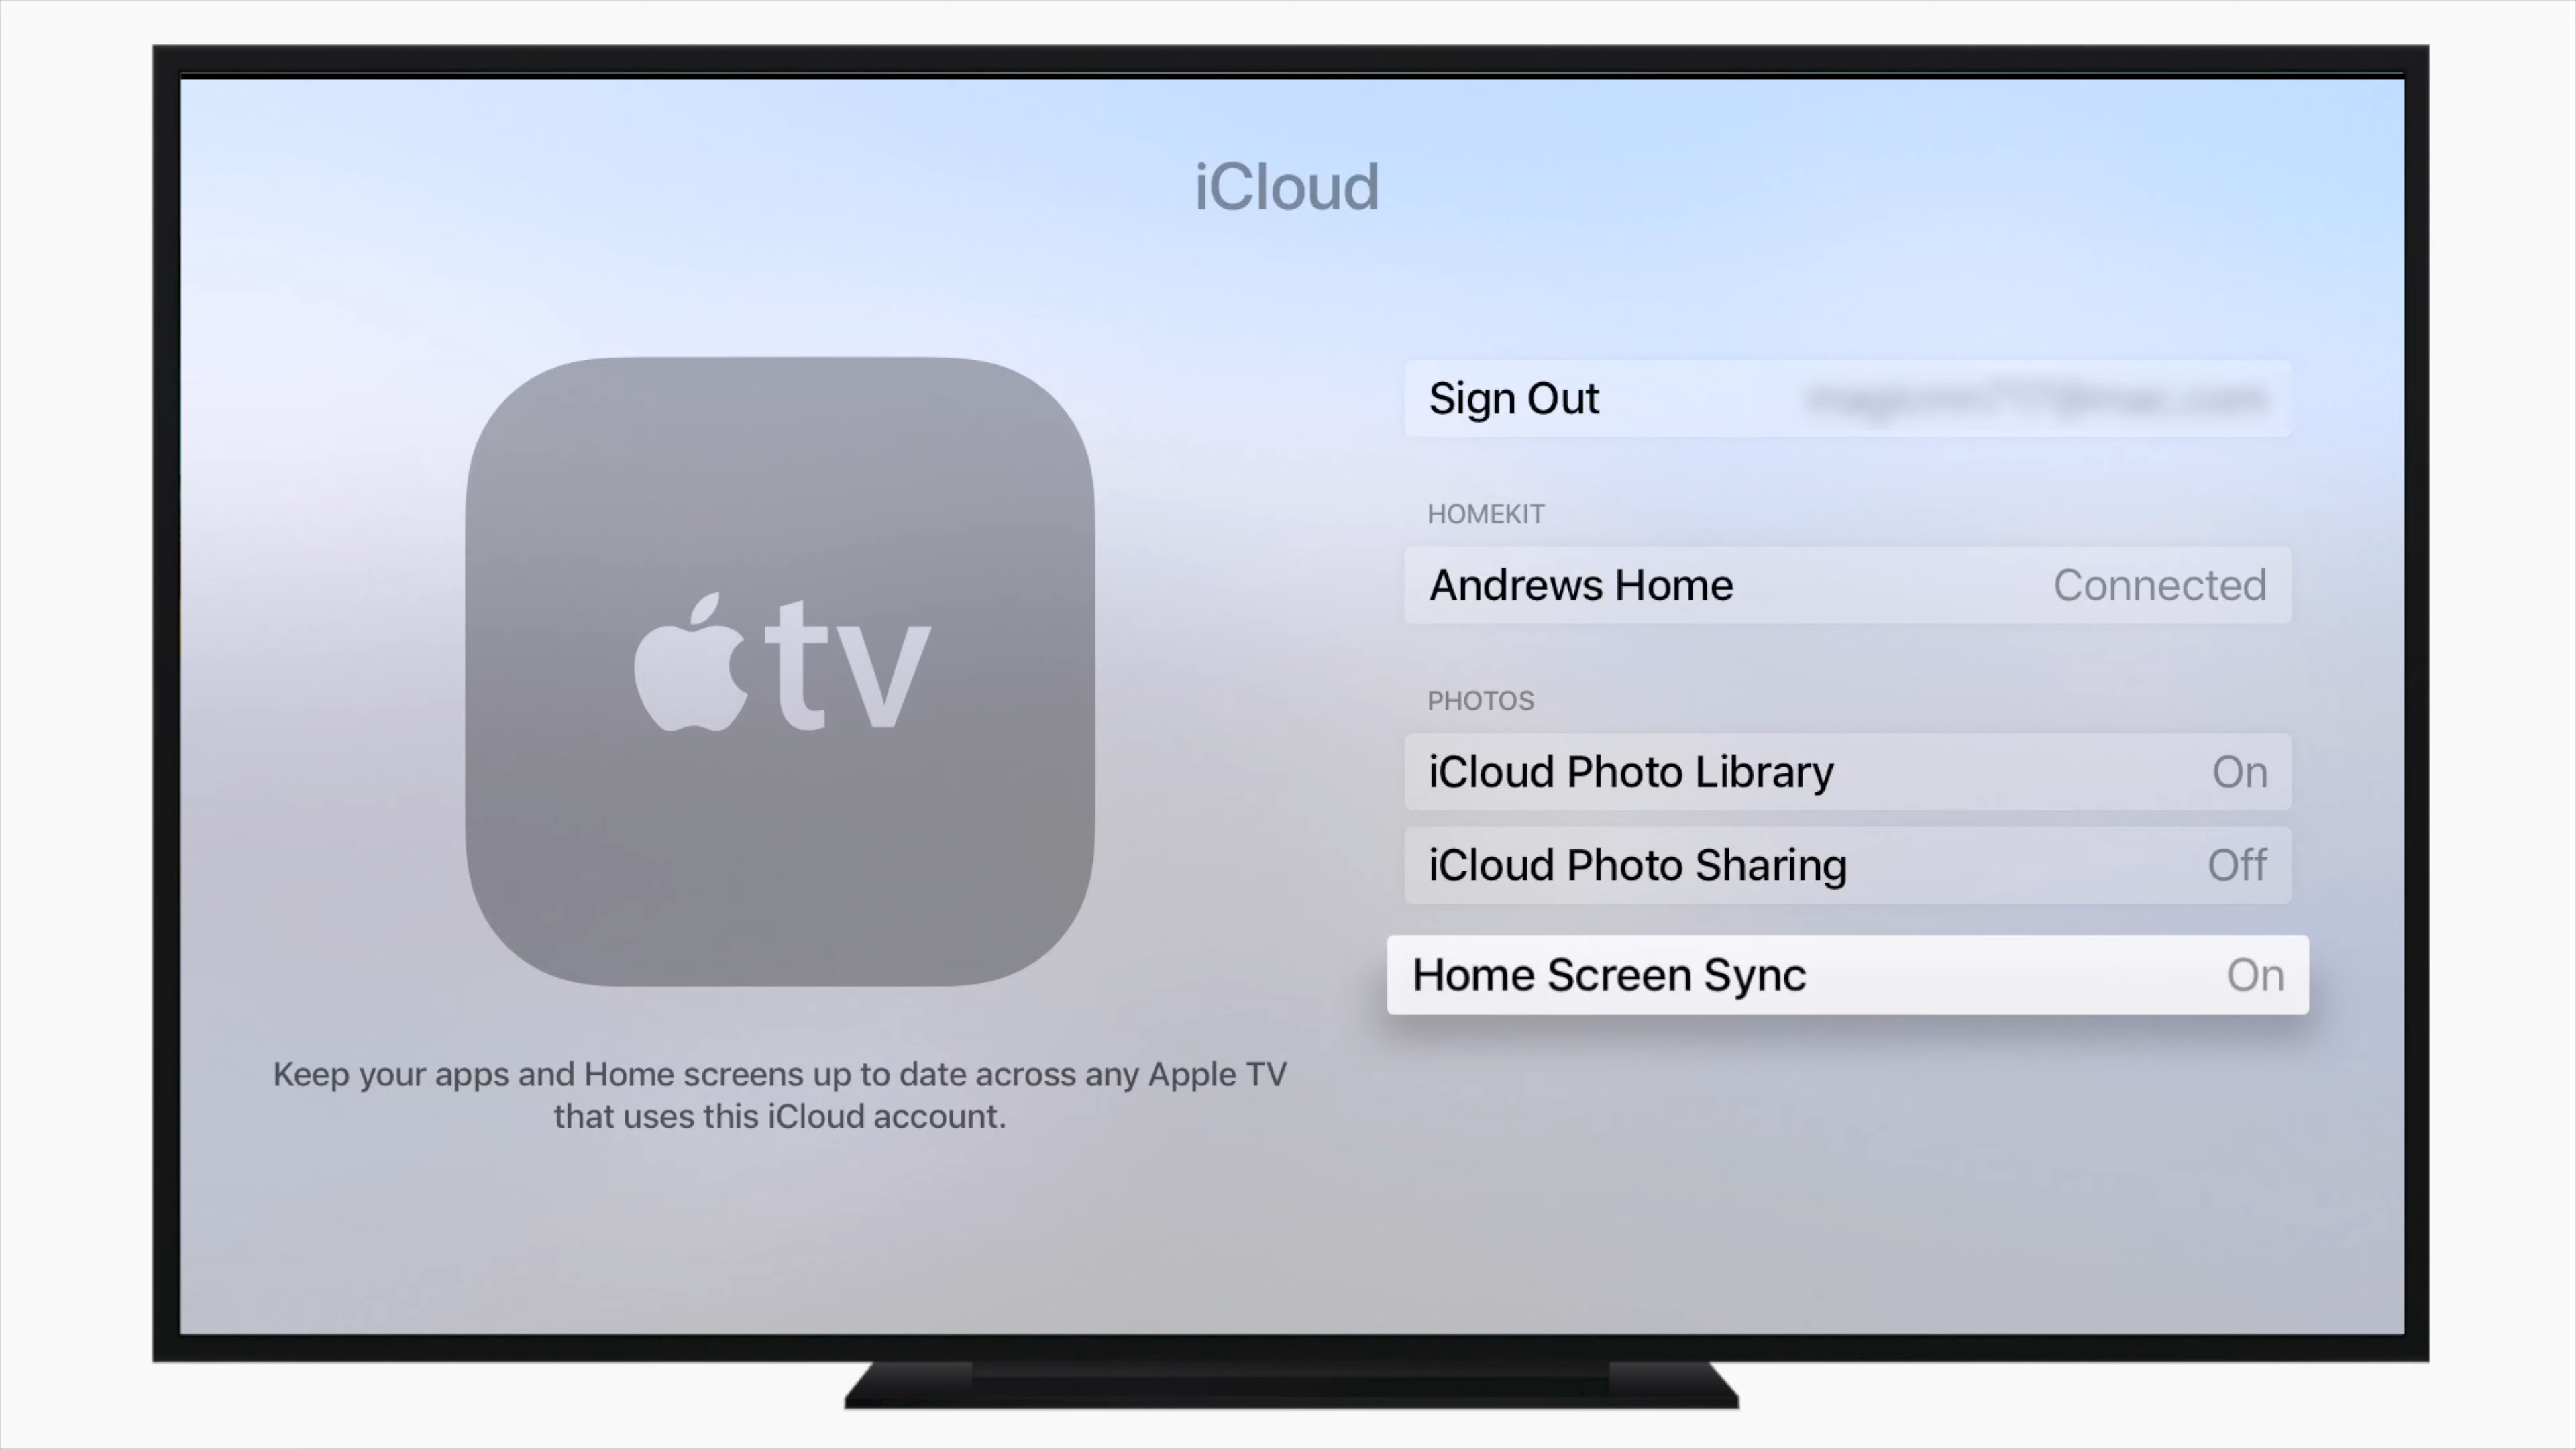 iCloud
Sign Out
HOMEKIT
Andrews Home Connected
PHOTOS
iCloud Photo Library On
iCloud Photo Sharing Off
Home Screen Sync On
tv
Keep your apps and Home screens up to date across any Apple TV
that uses this iCloud account.